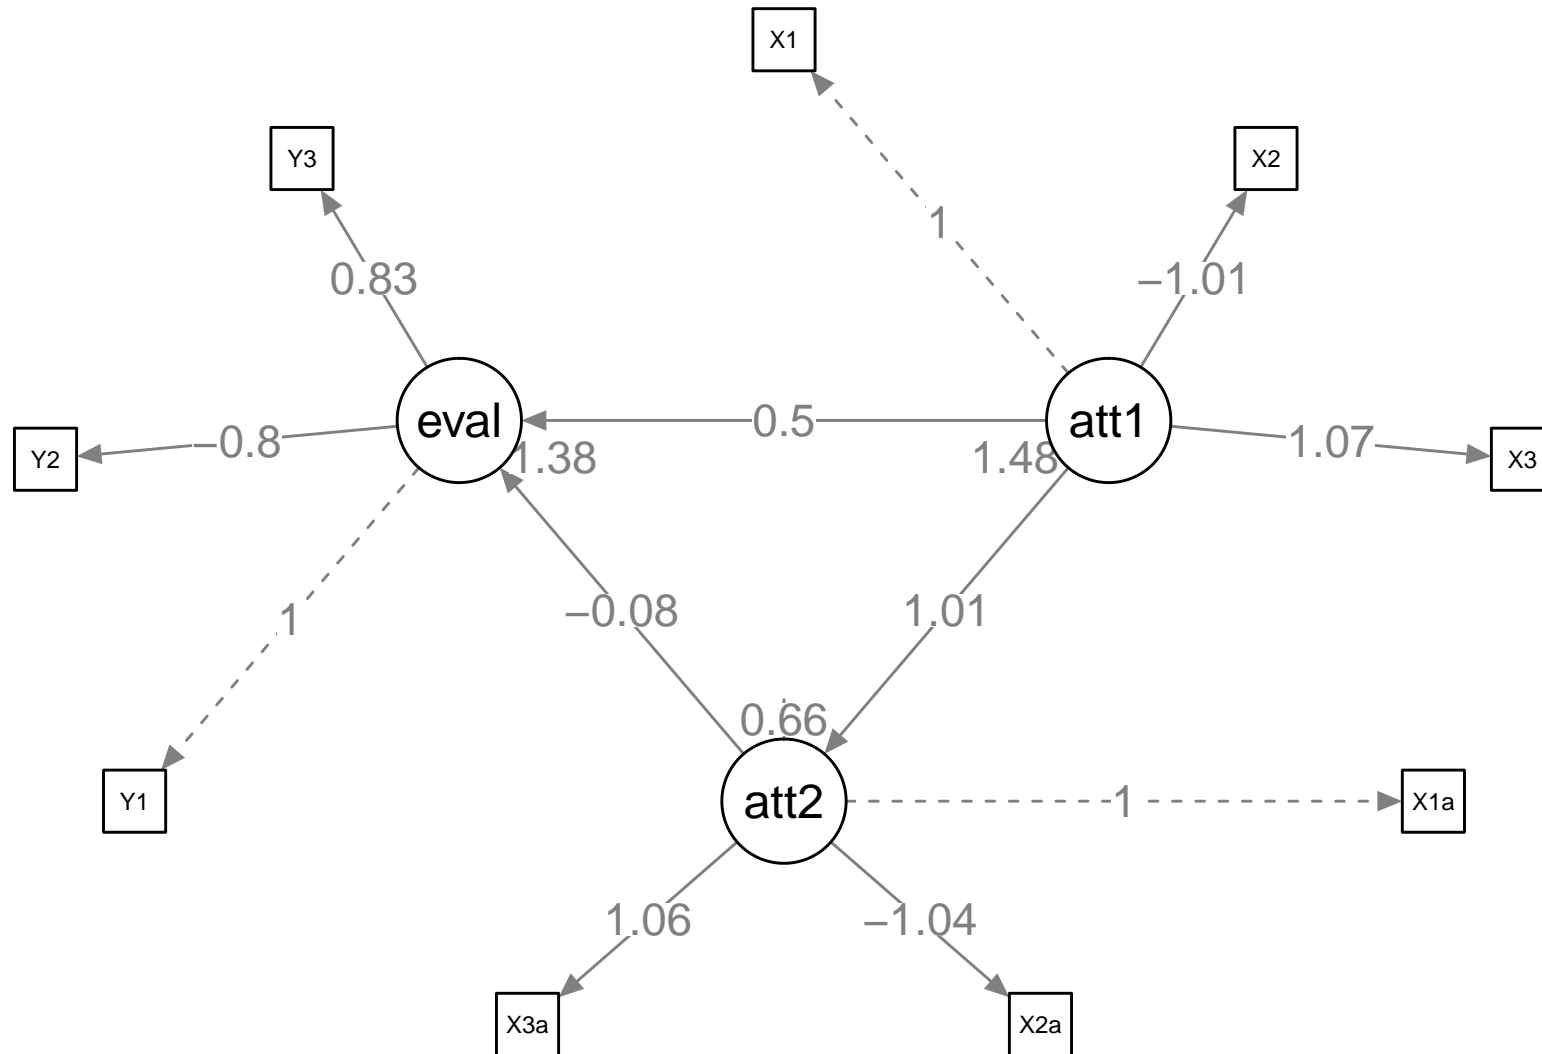 X1
Y3
X2
1
0.83
–1.01
eval
0.5
att1
Y2
–0.8
1.38
1.48
1.07
X3
1
–0.08
1.01
0.66
Y1
att2
1
X1a
1.06
–1.04
X3a
X2a